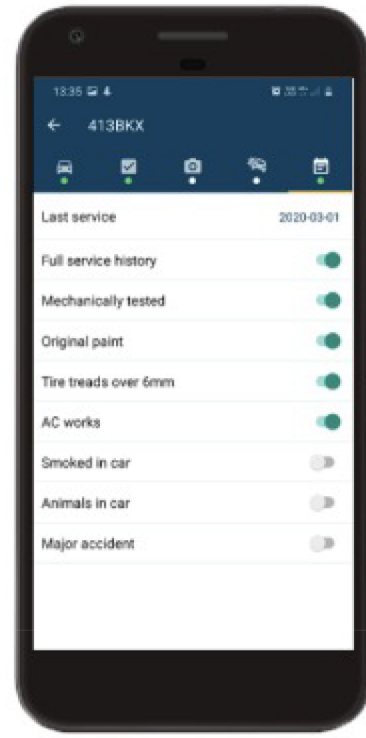 13:35
413BKX
Last service 2020-03-01
Full service history
Mechanically tested
Original paint
Tire treads over 6mm
AC works
Smoked in car
Animals in car
Major accident